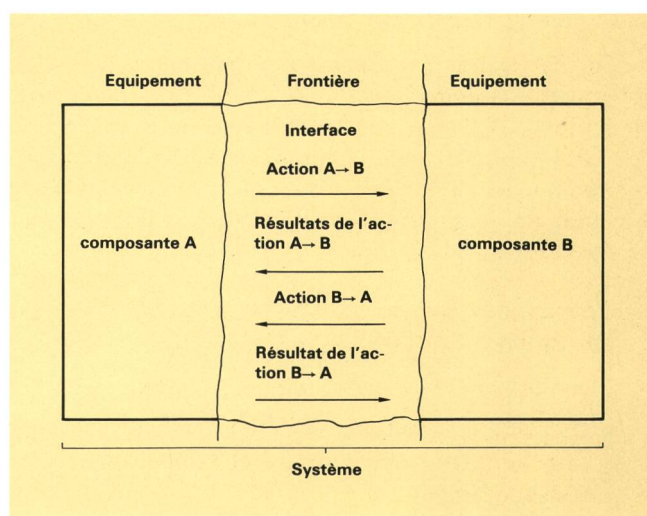 Equipement Frontière Equipement
Interface
Action A→ B
Résultats de l'ac-
tion A→ B
composante A
composante B
Action B→ A
Résultat de l'ac-
tion B→ A
Système